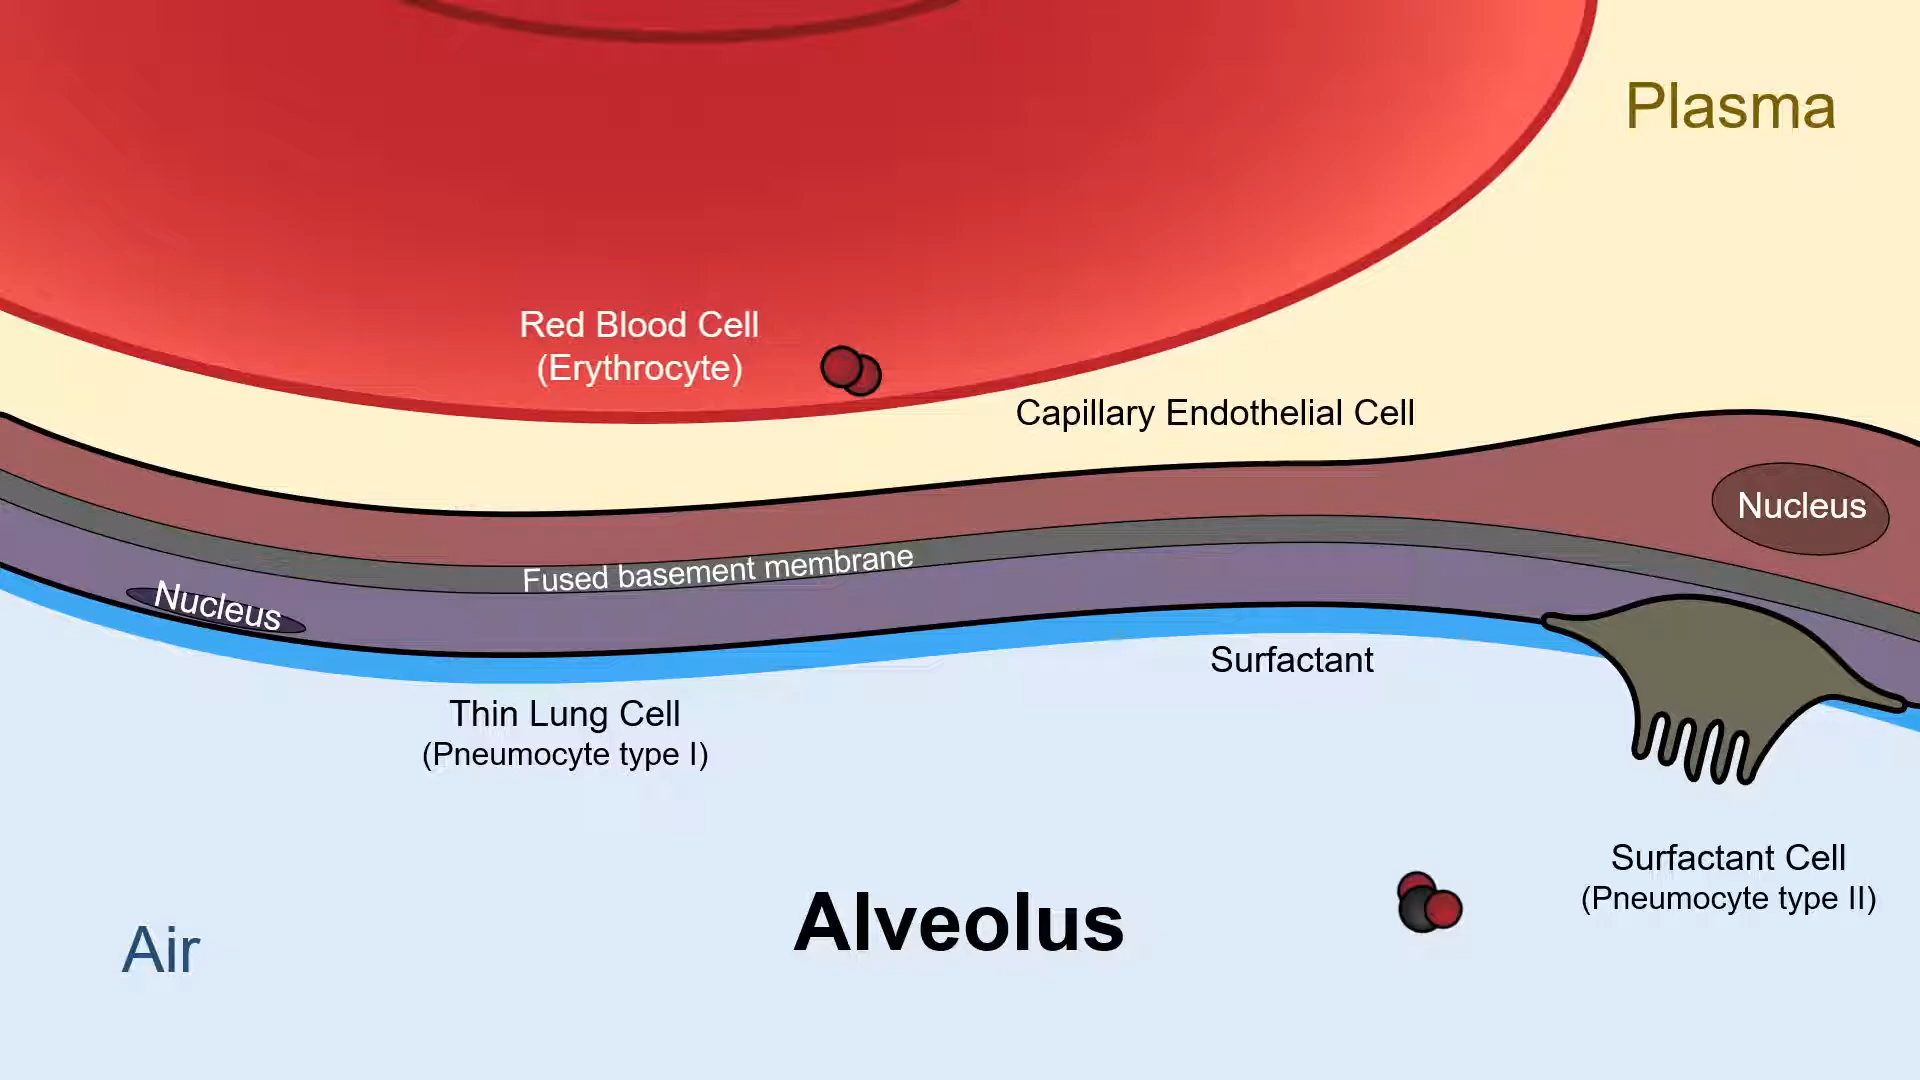 Plasma
Red Blood Cell
(Erythrocyte)
Capillary Endothelial Cell
Nucleus
Fused basement membrane
Nucleus
Surfactant
Thin Lung Cell
(Pneumocyte type I)
Surfactant Cell
(Pneumocyte type II)
Alveolus
Air